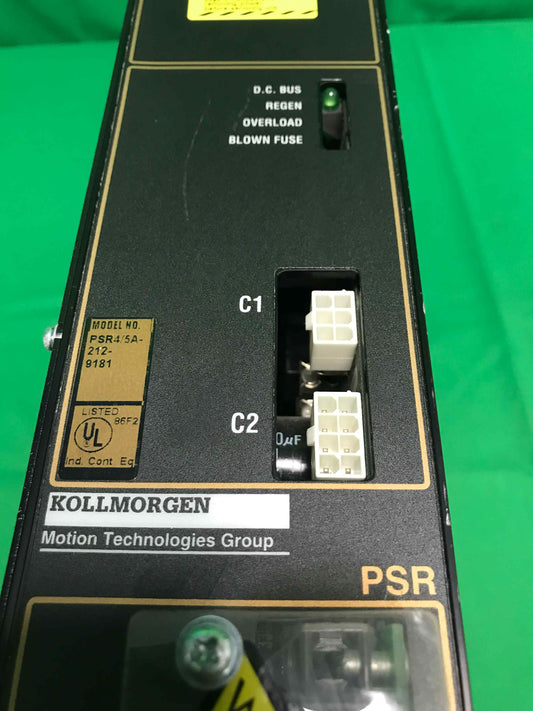 D.C. BUS
REGEN
OVERLOAD
BLOWN FUSE
C1
MODEL NO.
PSR4/5A-
212-
9181
C2
LISTED
86F2
UL
Ind. Cont. Eq.
0µF
KOLLMORGEN
Motion Technologies Group
PSR